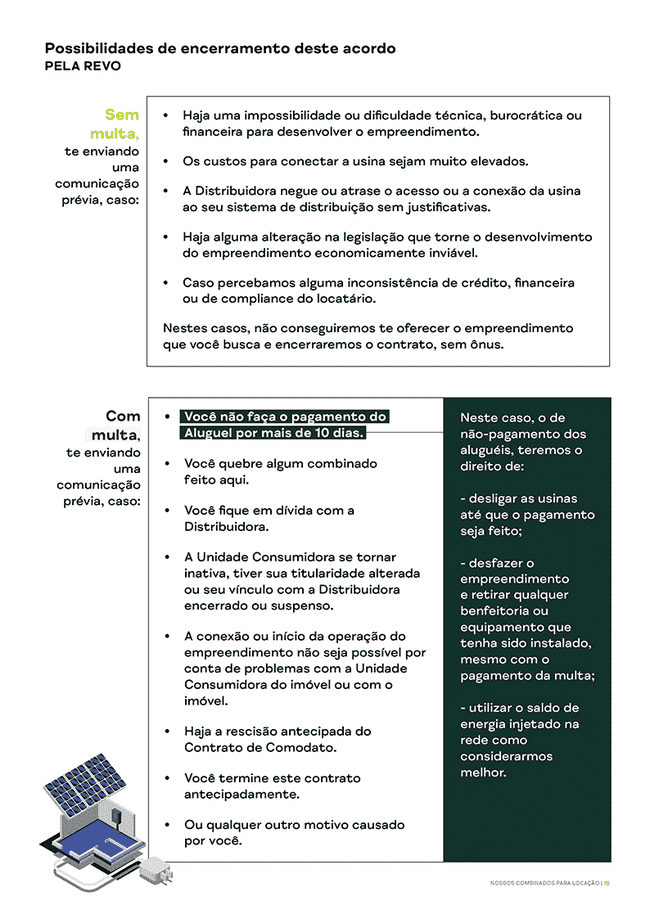 Possibilidades de encerramento deste acordo
PELA REVO
Sem
multa,
te enviando
uma
comunicação
prévia, caso:
• Haja uma impossibilidade ou dificuldade técnica, burocrática ou
financeira para desenvolver o empreendimento.
• Os custos para conectar a usina sejam muito elevados.
• A Distribuidora negue ou atrase o acesso ou a conexão da usina
ao seu sistema de distribuição sem justificativas.
• Haja alguma alteração na legislação que torne o desenvolvimento
do empreendimento economicamente inviável.
• Caso percebamos alguma inconsistência de crédito, financeira
ou de compliance do locatário.
Nestes casos, não conseguiremos te oferecer o empreendimento
que você busca e encerraremos o contrato, sem ônus.
Com
multa,
te enviando
uma
comunicação
prévia, caso:
• Você não faça o pagamento do
Aluguel por mais de 10 dias.
• Você quebre algum combinado
feito aqui.
• Você fique em dívida com a
Distribuidora.
• A Unidade Consumidora se tornar
inativa, tiver sua titularidade alterada
ou seu vínculo com a Distribuidora
encerrado ou suspenso.
• A conexão ou início da operação do
empreendimento não seja possível por
conta de problemas com a Unidade
Consumidora do imóvel ou com o
imóvel.
• Haja a rescisão antecipada do
Contrato de Comodato.
• Você termine este contrato
antecipadamente.
• Ou qualquer outro motivo causado
por você.
Neste caso, o de
não-pagamento dos
aluguéis, teremos o
direito de:
- desligar as usinas
até que o pagamento
seja feito;
- desfazer o
empreendimento
e retirar qualquer
benfeitoria ou
equipamento que
tenha sido instalado,
mesmo com o
pagamento da multa;
- utilizar o saldo de
energia injetado na
rede como
considerarmos
melhor.
NOSSOS COMBINADOS PARA LOCAÇÃO | 15